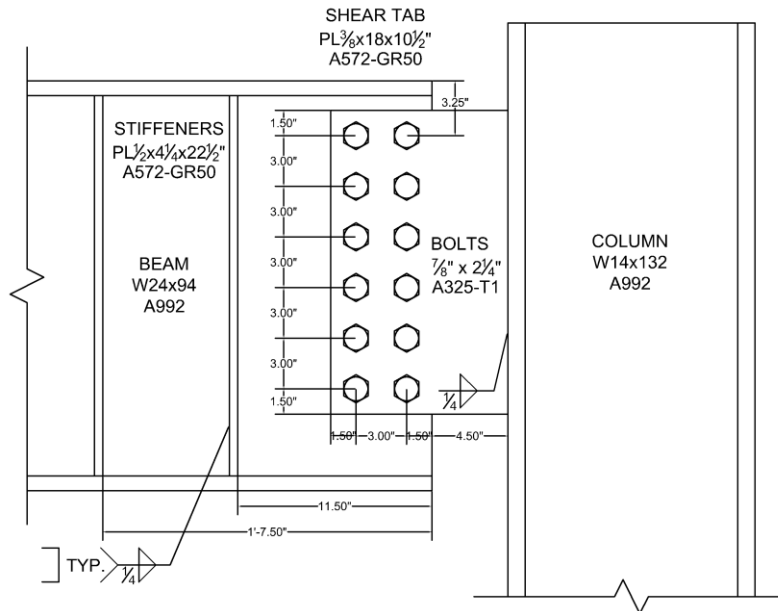 SHEAR TAB
PL⅜x18x10½"
A572-GR50
3.25"
1.50"
STIFFENERS
PL½x4¼x22½"
A572-GR50
3.00"
3.00"
BEAM
W24x94
A992
BOLTS
⅞" x 2¼"
A325-T1
COLUMN
W14x132
A992
3.00"
3.00"
3.00"
1.50"
¼
1.50"
3.00"
1.50"
4.50"
11.50"
1'-7.50"
TYP.
¼